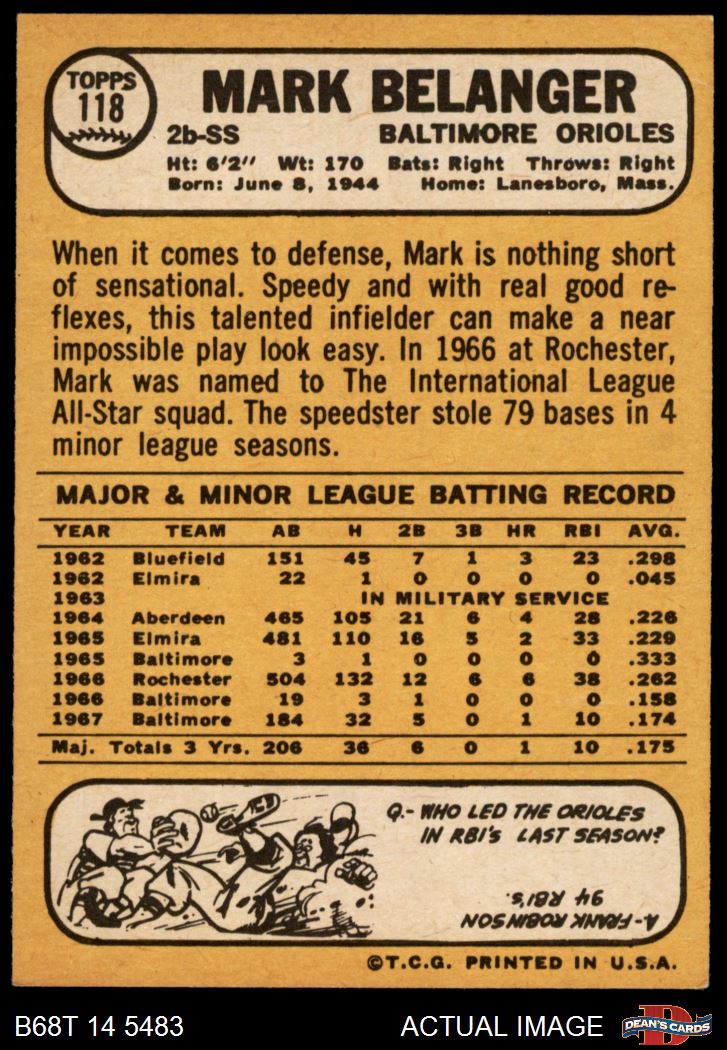 TOPPS
118
MARK BELANGER
2b-SS BALTIMORE ORIOLES
Ht: 6'2" Wt: 170 Bats: Right Throws: Right
Born: June 8, 1944 Home: Lanesboro, Mass.
When it comes to defense, Mark is nothing short
of sensational. Speedy and with real good re-
flexes, this talented infielder can make a near
impossible play look easy. In 1966 at Rochester,
Mark was named to The International League
All-Star squad. The speedster stole 79 bases in 4
minor league seasons.
MAJOR & MINOR LEAGUE BATTING RECORD
YEAR TEAM AB H 2B 3B HR RBI AVG.
1962 Bluefield 151 45 7 1 3 23 .298
1962 Elmira 22 1 0 0 0 0 .045
1963 IN MILITARY SERVICE
1964 Aberdeen 465 105 21 6 4 28 .226
1965 Elmira 481 110 16 5 2 33 .229
1965 Baltimore 3 1 0 0 0 0 .333
1966 Rochester 504 132 12 6 6 38 .262
1966 Baltimore 19 3 1 0 0 0 .158
1967 Baltimore 184 32 5 0 1 10 .174
Maj. Totals 3 Yrs. 206 36 6 0 1 10 .175
Q.- WHO LED THE ORIOLES
IN RBI'S LAST SEASON?
A-FRANK ROBINSON
94 RBI'S.
©T.C.G. PRINTED IN U.S.A.
B68T 14 5483 ACTUAL IMAGE
D
DEAN'S CARDS